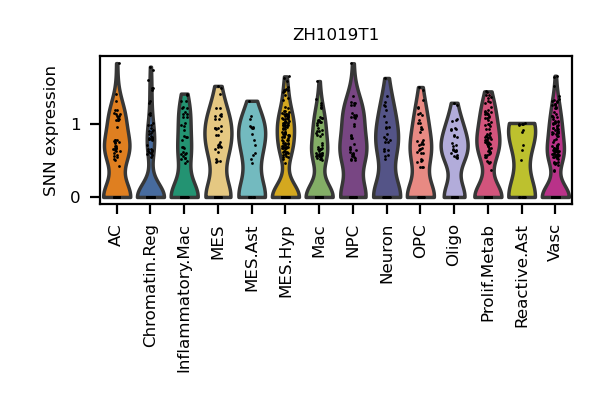 ZH1019T1
SNN expression
1
0
AC
Chromatin.Reg
Inflammatory.Mac
MES
MES.Ast
MES.Hyp
Mac
NPC
Neuron
OPC
Oligo
Prolif.Metab
Reactive.Ast
Vasc